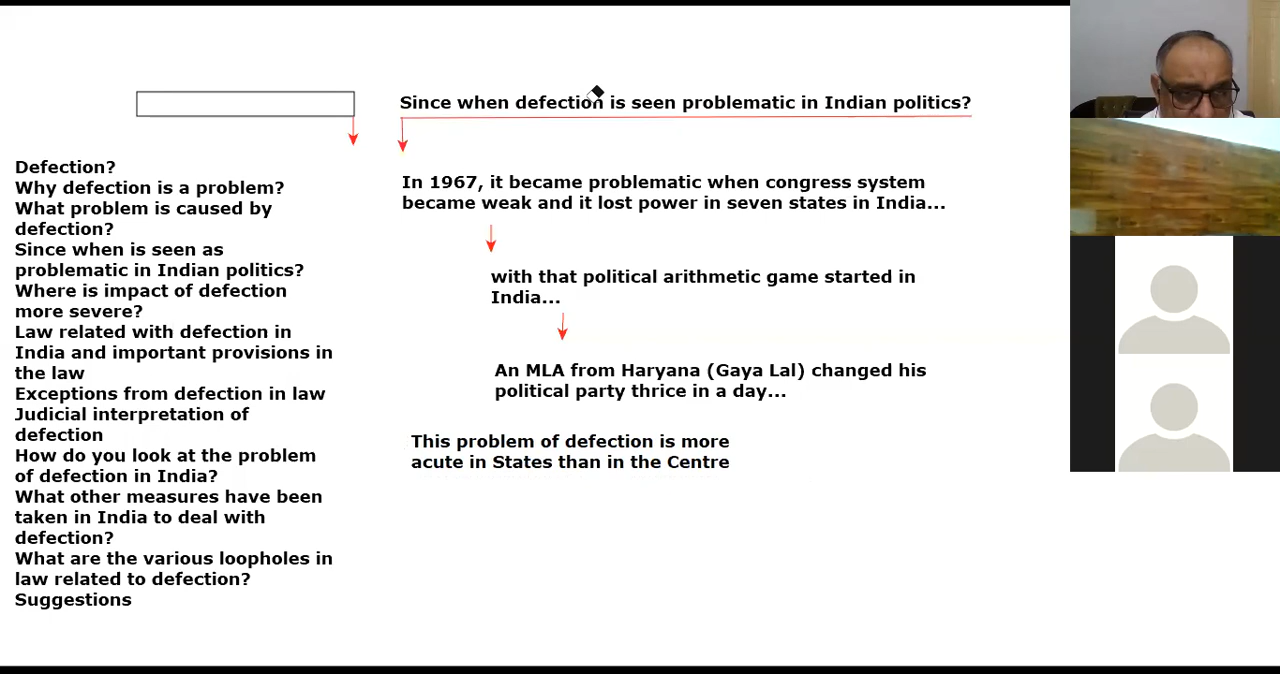 Since when defection is seen problematic in Indian politics?
Defection?
Why defection is a problem?
What problem is caused by
defection?
Since when is seen as
problematic in Indian politics?
Where is impact of defection
more severe?
Law related with defection in
India and important provisions in
the law
Exceptions from defection in law
Judicial interpretation of
defection
How do you look at the problem
of defection in India?
What other measures have been
taken in India to deal with
defection?
What are the various loopholes in
law related to defection?
Suggestions
In 1967, it became problematic when congress system
became weak and it lost power in seven states in India...
with that political arithmetic game started in
India...
An MLA from Haryana (Gaya Lal) changed his
political party thrice in a day...
This problem of defection is more
acute in States than in the Centre